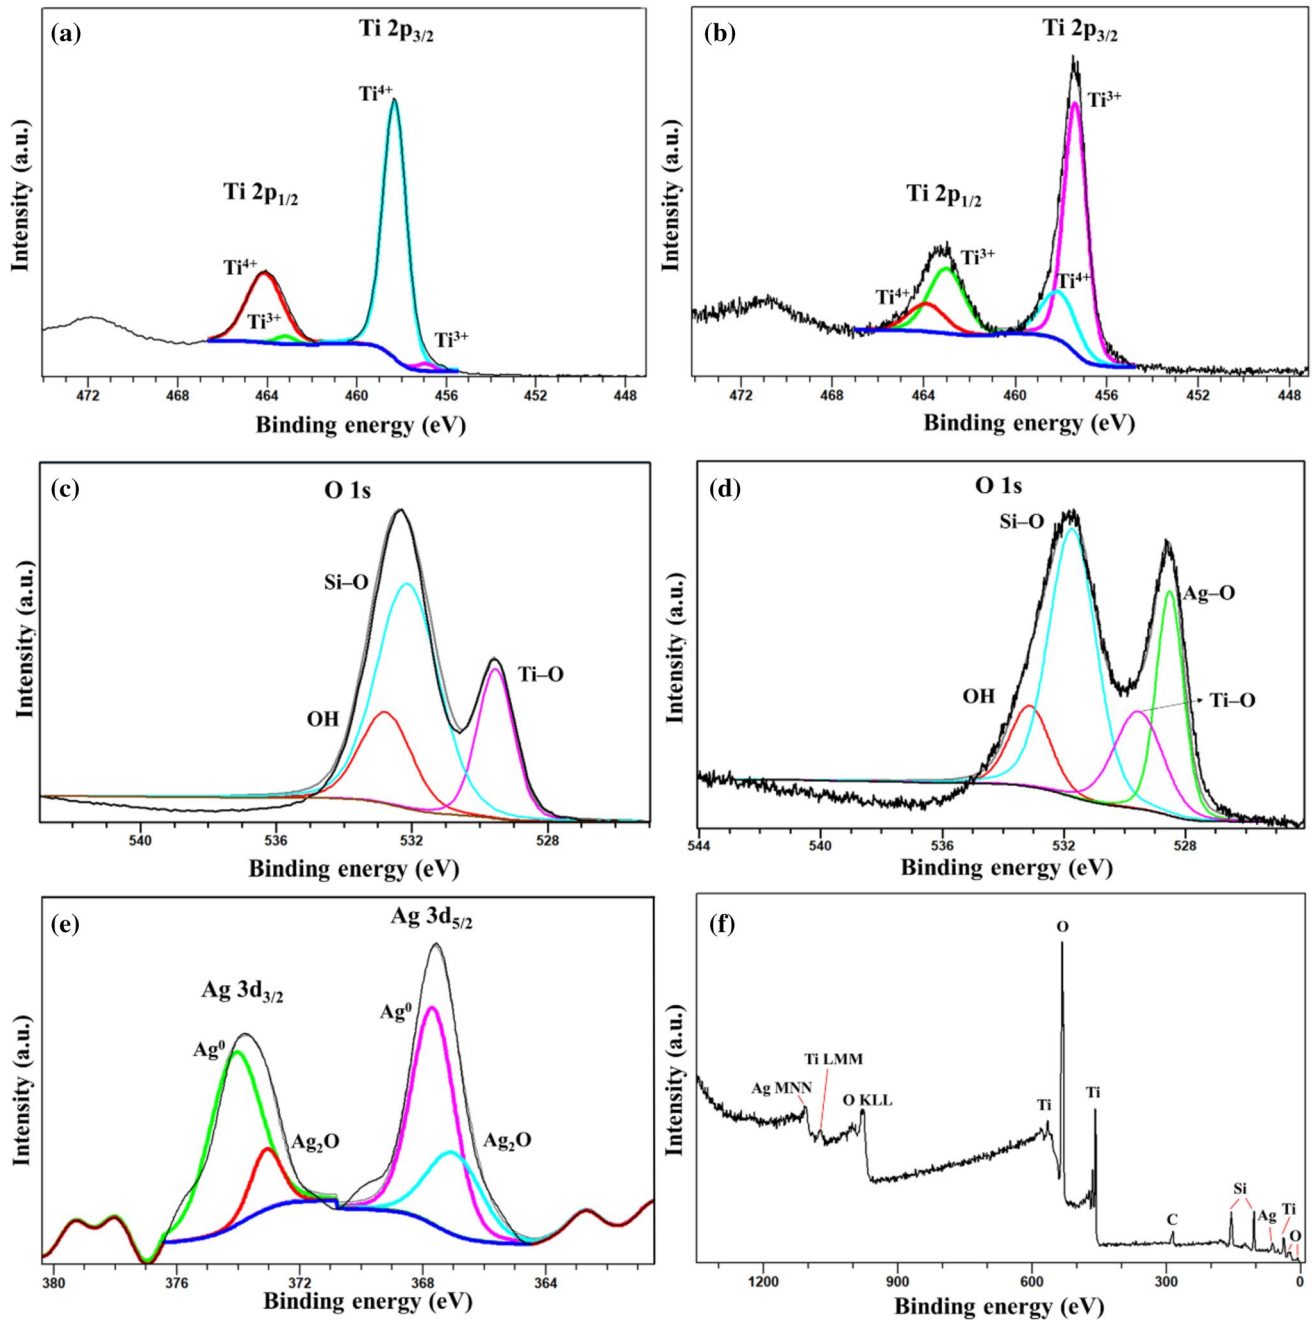 (a)
Ti 2p3/2
Ti4+
Ti 2p1/2
Ti4+
Ti3+
Ti3+
Intensity (a.u.)
472 468 464 460 456 452 448
Binding energy (eV)
(b)
Ti 2p3/2
Ti3+
Ti 2p1/2
Ti3+
Ti4+
Ti4+
Intensity (a.u.)
472 468 464 460 456 452 448
Binding energy (eV)
(c)
O 1s
Si–O
Ti–O
OH
Intensity (a.u.)
540 536 532 528
Binding energy (eV)
(d)
O 1s
Si–O
Ag–O
OH
Ti–O
Intensity (a.u.)
544 540 536 532 528
Binding energy (eV)
(e)
Ag 3d5/2
Ag 3d3/2
Ag0
Ag0
Ag2O
Ag2O
Intensity (a.u.)
380 376 372 368 364
Binding energy (eV)
(f)
O
Ti LMM
Ag MNN
O KLL
Ti
Ti
Si
C
Ag
Ti
O
Intensity (a.u.)
1200 900 600 300 0
Binding energy (eV)